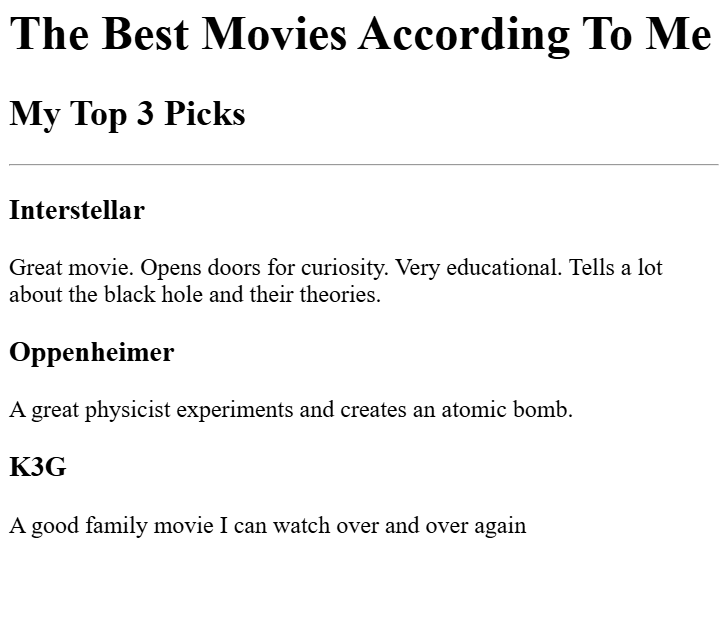 The Best Movies According To Me
My Top 3 Picks
Interstellar
Great movie. Opens doors for curiosity. Very educational. Tells a lot
about the black hole and their theories.
Oppenheimer
A great physicist experiments and creates an atomic bomb.
K3G
A good family movie I can watch over and over again